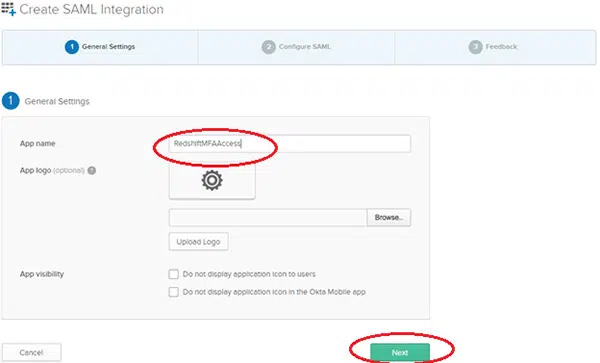 Create SAML Integration
1 General Settings
2 Configure SAML
3 Feedback
1 General Settings
App name
RedshiftMFAAccess
App logo (optional) ?
Browse..
Upload Logo
App visibility
Do not display application icon to users
Do not display application icon in the Okta Mobile app
Cancel
Next